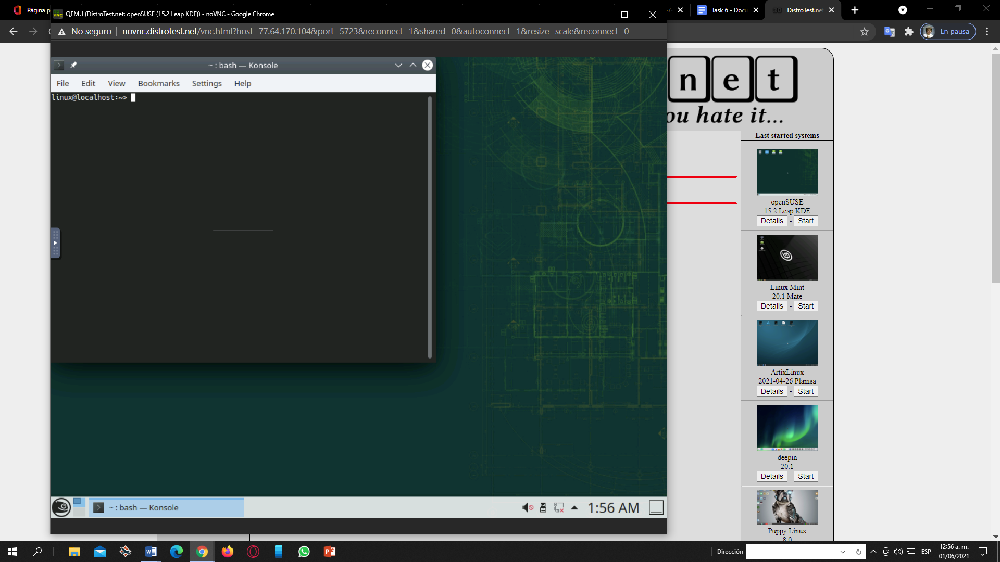 Página p
QEMU (DistroTest.net: openSUSE (15.2 Leap KDE)) - noVNC - Google Chrome
Task 6 - Docu
DistroTest.ne
No seguro
novnc.distrotest.net/vnc.html?host=77.64.170.104&port=5723&reconnect=1&shared=0&autoconnect=1&resize=scale&reconnect=0
En pausa
~ : bash — Konsole
File Edit View Bookmarks Settings Help
linux@localhost:~>
net
ou hate it...
Last started systems
openSUSE
15.2 Leap KDE
Details - Start
Linux Mint
20.1 Mate
Details - Start
ArtixLinux
2021-04-26 Plamsa
Details - Start
deepin
20.1
Details - Start
Puppy Linux
8.0
~ : bash — Konsole
1:56 AM
Dirección
ESP
12:56 a. m.
01/06/2021